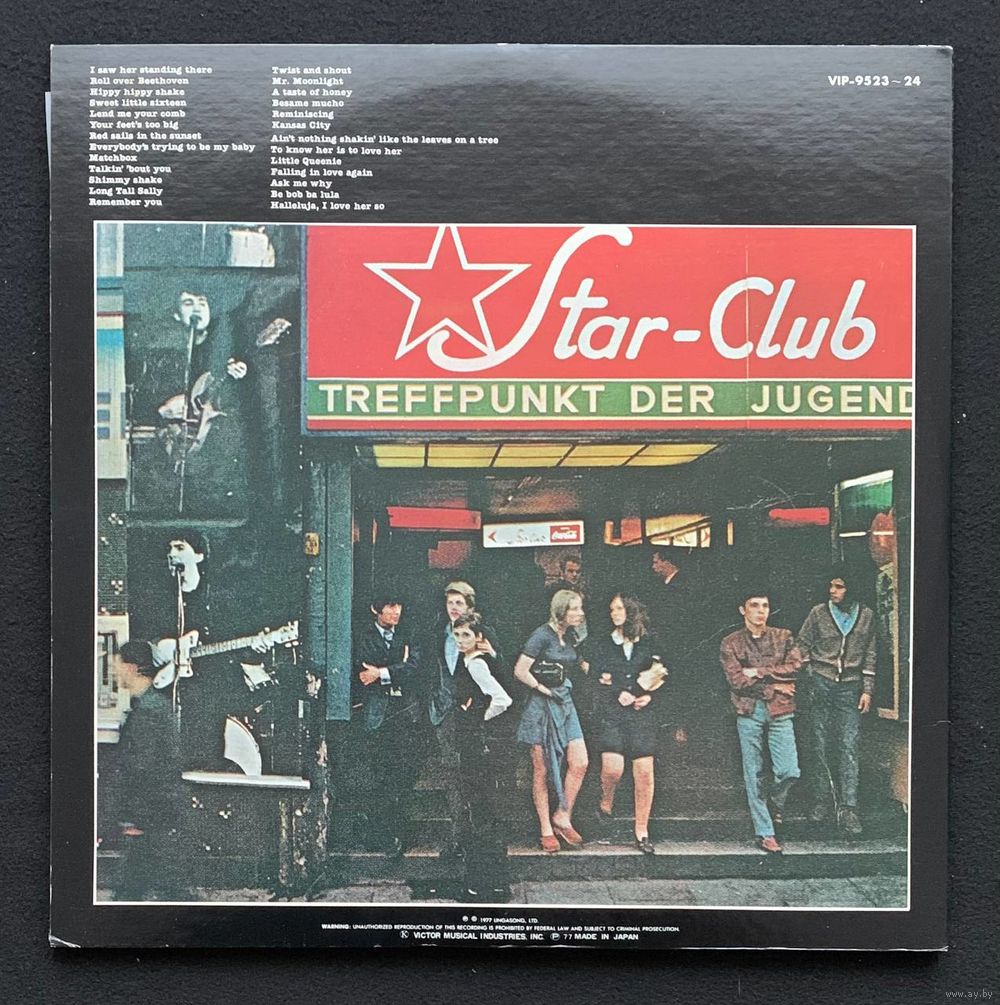 I saw her standing there
Roll over Beethoven
Hippy hippy shake
Sweet little sixteen
Lend me your comb
Your feet's too big
Red sails in the sunset
Everybody's trying to be my baby
Matchbox
Talkin' 'bout you
Shimmy shake
Long Tall Sally
Remember you
Twist and shout
Mr. Moonlight
A taste of honey
Besame mucho
Reminiscing
Kansas City
Ain't nothing shakin' like the leaves on a tree
To know her is to love her
Little Queenie
Falling in love again
Ask me why
Be bob ba lula
Halleluja, I love her so
VIP-9523~24
Star-Club
TREFFPUNKT DER JUGEND
Coca-Cola
℗ © 1977 LINGASONG, LTD.
WARNING: UNAUTHORIZED REPRODUCTION OF THIS RECORDING IS PROHIBITED BY FEDERAL LAW AND SUBJECT TO CRIMINAL PROSECUTION.
Ⓚ VICTOR MUSICAL INDUSTRIES, INC. ℗ 77 MADE IN JAPAN
www.ay.by